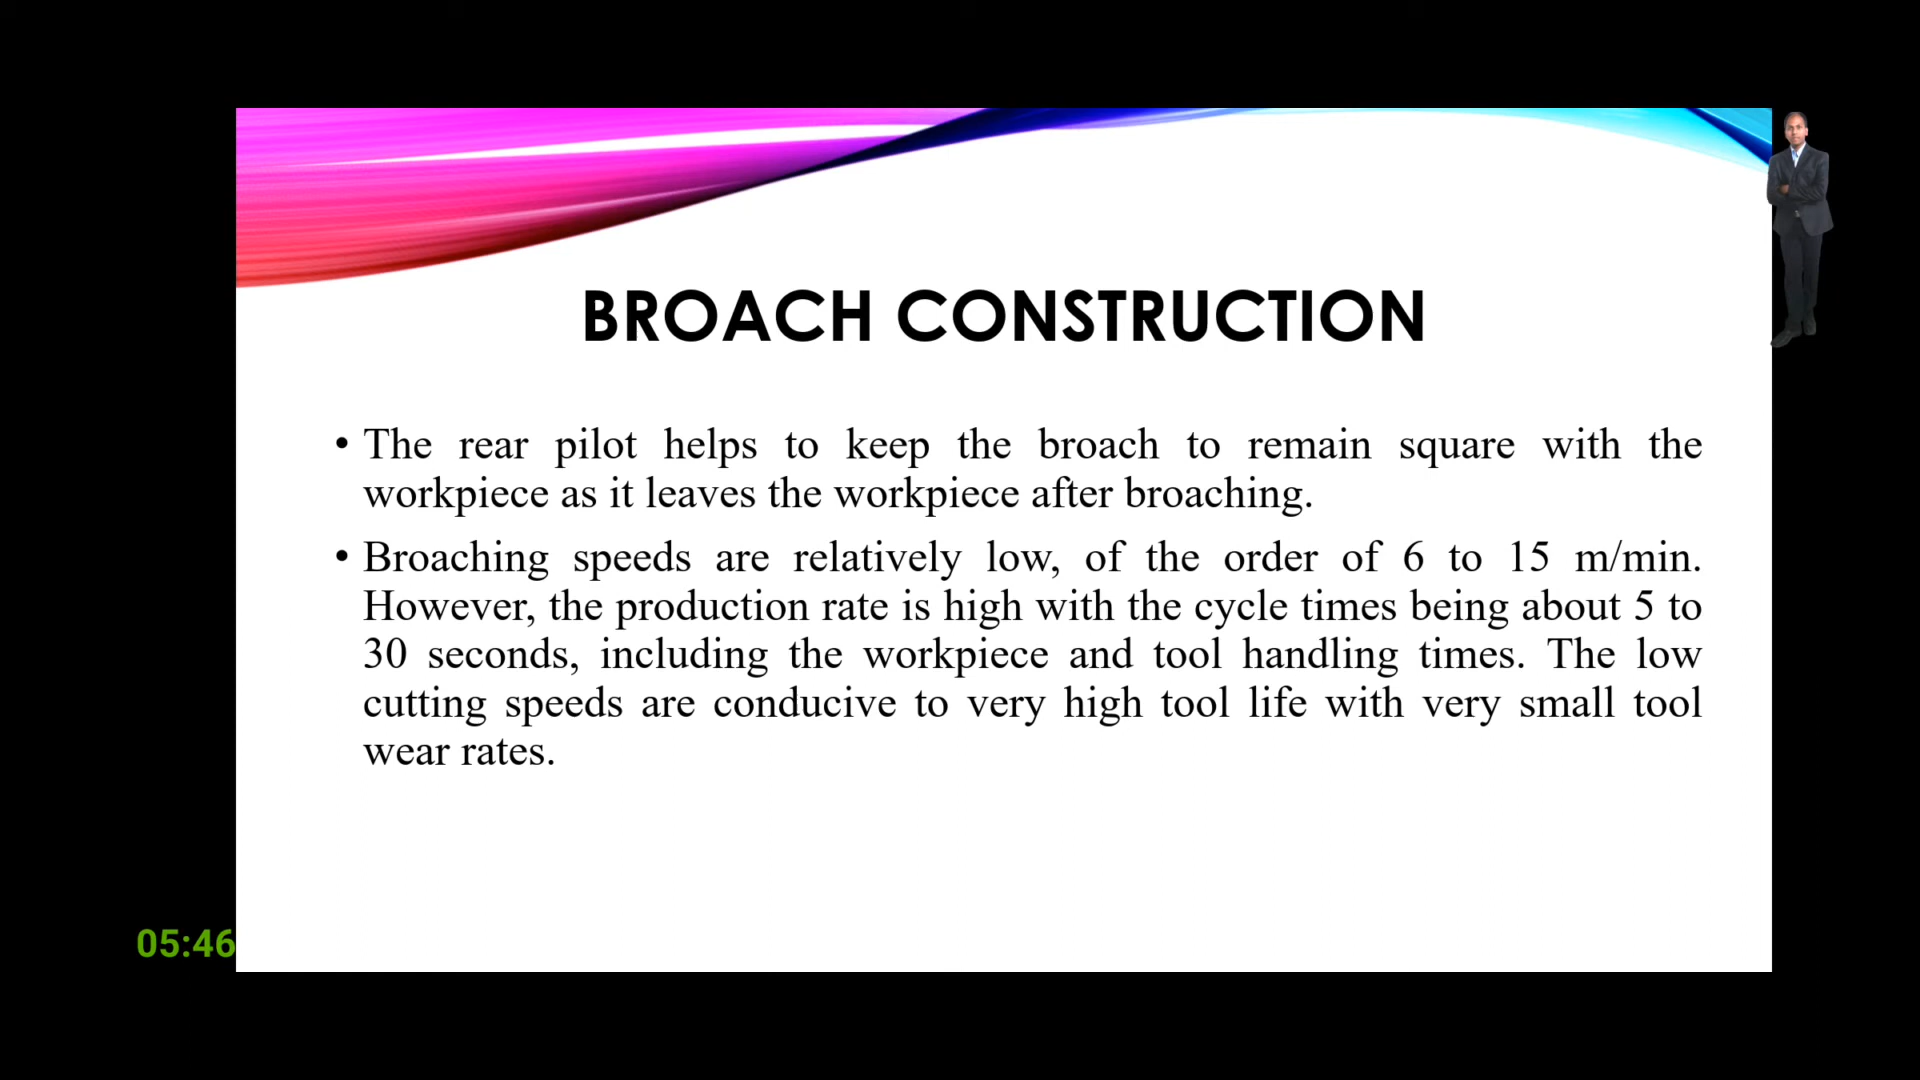 BROACH CONSTRUCTION
• The rear pilot helps to keep the broach to remain square with the
workpiece as it leaves the workpiece after broaching.
• Broaching speeds are relatively low, of the order of 6 to 15 m/min.
However, the production rate is high with the cycle times being about 5 to
30 seconds, including the workpiece and tool handling times. The low
cutting speeds are conducive to very high tool life with very small tool
wear rates.
05:46